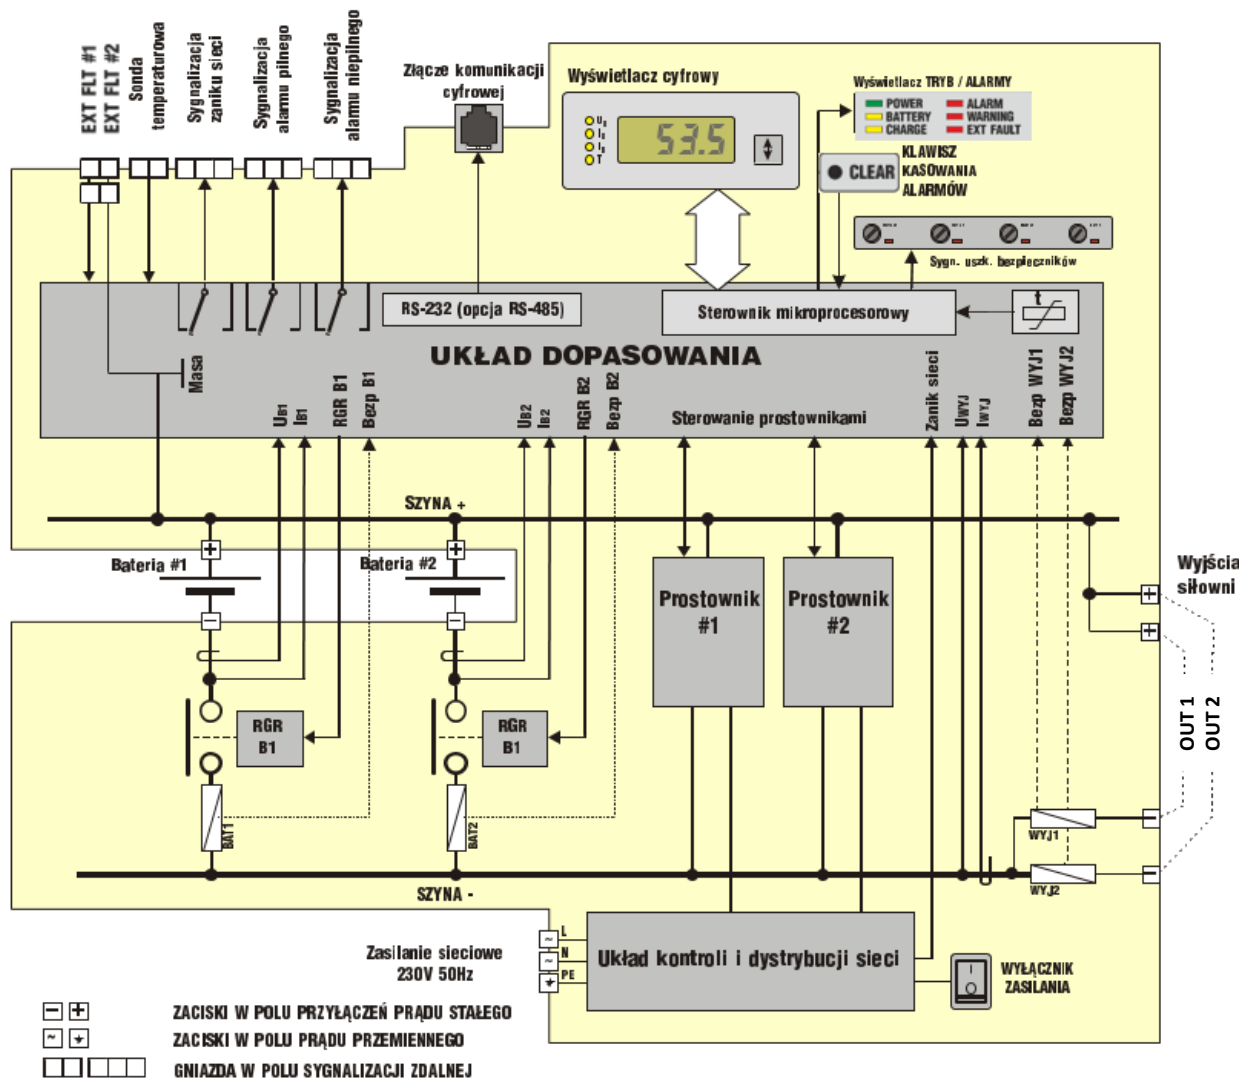 EXT FLT #1
EXT FLT #2
Sonda
temperaturowa
Sygnalizacja
zaniku sieci
Sygnalizacja
alarmu pilnego
Sygnalizacja
alarmu niepilnego
Złącze komunikacji
cyfrowej
Wyświetlacz cyfrowy
53.5
Wyświetlacz TRYB / ALARMY
POWER
BATTERY
CHARGE
ALARM
WARNING
EXT FAULT
CLEAR
KLAWISZ
KASOWANIA
ALARMÓW
Sygn. uszk. bezpieczników
RS-232 (opcja RS-485)
Sterownik mikroprocesorowy
t
UKŁAD DOPASOWANIA
Masa
UB1
IB1
RGR B1
Bezp B1
UB2
IB2
RGR B2
Bezp B2
Sterowanie prostownikami
Zanik sieci
UWYJ
IWYJ
Bezp WYJ1
Bezp WYJ2
SZYNA +
Bateria #1
Bateria #2
Prostownik
#1
Prostownik
#2
Wyjścia
siłowni
OUT 1
OUT 2
RGR
B1
RGR
B1
BAT1
BAT2
WYJ1
WYJ2
SZYNA -
Zasilanie sieciowe
230V 50Hz
L
N
PE
Układ kontroli i dystrybucji sieci
WYŁĄCZNIK
ZASILANIA
ZACISKI W POLU PRZYŁĄCZEŃ PRĄDU STAŁEGO
ZACISKI W POLU PRĄDU PRZEMIENNEGO
GNIAZDA W POLU SYGNALIZACJI ZDALNEJ